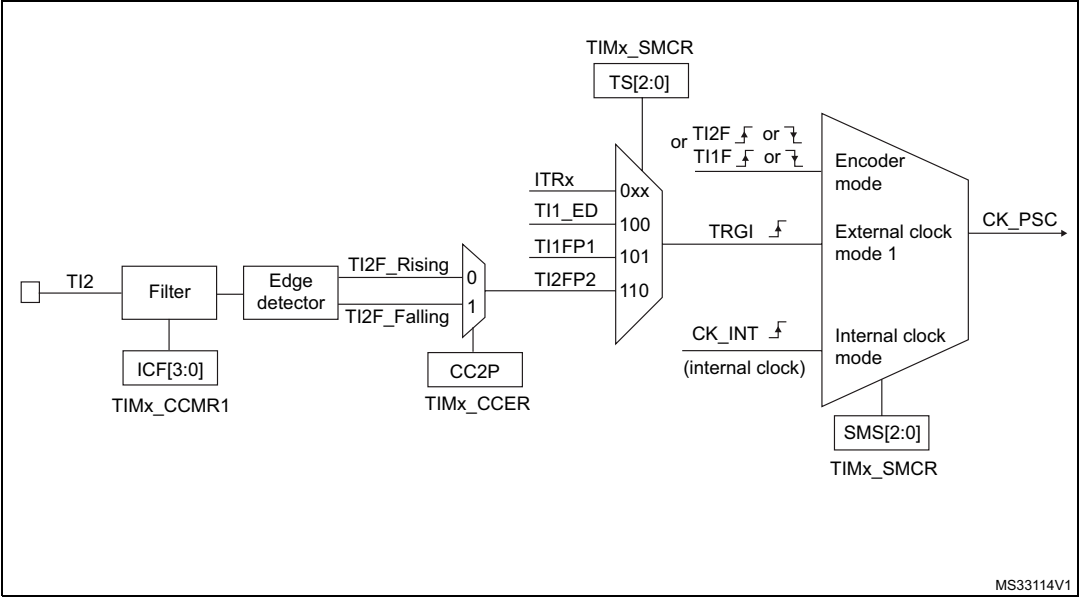 TIMx_SMCR
TS[2:0]
or TI2F or
TI1F or
Encoder
mode
ITRx
0xx
TI1_ED
100
TRGI
External clock
mode 1
CK_PSC
TI1FP1
101
TI2F_Rising
0
TI2FP2
110
TI2
Filter
Edge
detector
TI2F_Falling
1
CK_INT
(internal clock)
Internal clock
mode
ICF[3:0]
TIMx_CCMR1
CC2P
TIMx_CCER
SMS[2:0]
TIMx_SMCR
MS33114V1